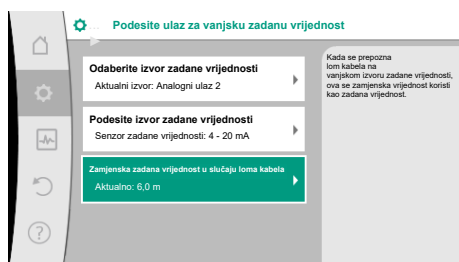 Podesite ulaz za vanjsku zadanu vrijednost
Odaberite izvor zadane vrijednosti
Aktualni izvor: Analogni ulaz 2
Podesite izvor zadane vrijednosti
Senzor zadane vrijednosti: 4 - 20 mA
Zamjenska zadana vrijednost u slučaju loma kabela
Aktualno: 6,0 m
Kada se prepozna
lom kabela na
vanjskom izvoru zadane vrijednosti,
ova se zamjenska vrijednost koristi
kao zadana vrijednost.